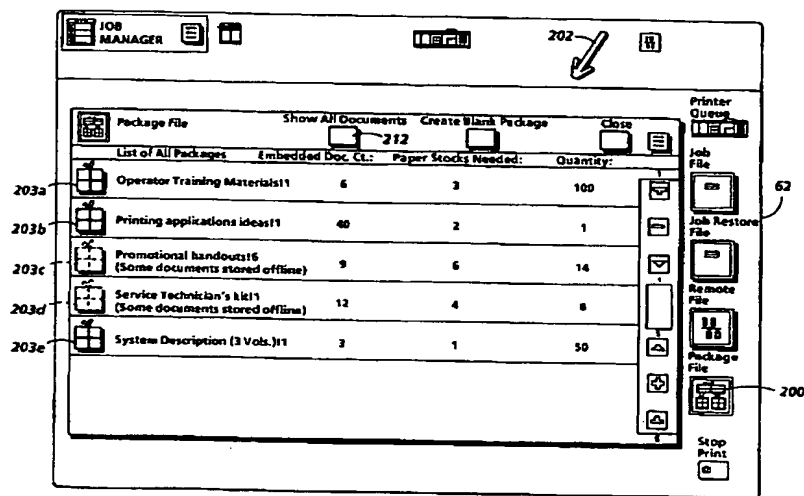 JOB
MANAGER
202
Printer
Queue
Package File
Show All Documents
Create Blank Package
Close
212
List of All Packages
Embedded Doc. Ct.:
Paper Stocks Needed:
Quantity:
Job
File
203a
Operator Training Materials!1
6
3
100
62
203b
Printing applications ideas!1
40
2
1
Job Restore
File
203c
Promotional handouts!6
(Some documents stored offline)
9
6
14
Remote
File
203d
Service Technician's kit!1
(Some documents stored offline)
12
4
6
203e
System Description (3 Vols.)!1
3
1
50
Package
File
200
Stop
Print